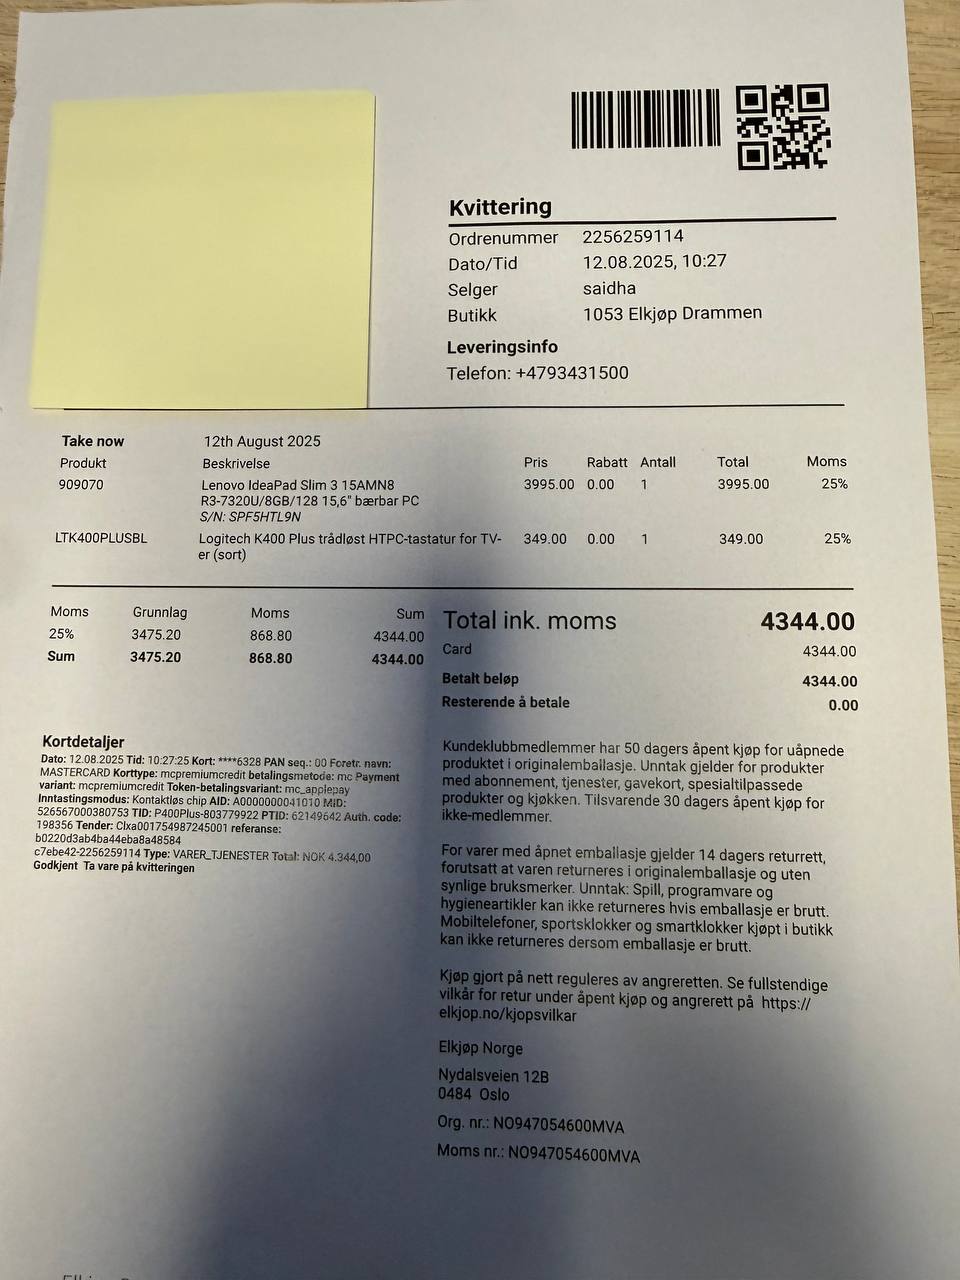 Kvittering
Ordrenummer 2256259114
Dato/Tid 12.08.2025, 10:27
Selger saidha
Butikk 1053 Elkjøp Drammen
Leveringsinfo
Telefon: +4793431500
Take now 12th August 2025
Produkt Beskrivelse Pris Rabatt Antall Total Moms
909070 Lenovo IdeaPad Slim 3 15AMN8 3995.00 0.00 1 3995.00 25%
R3-7320U/8GB/128 15,6" bærbar PC
S/N: SPF5HTL9N
LTK400PLUSBL Logitech K400 Plus trådløst HTPC-tastatur for TV- 349.00 0.00 1 349.00 25%
er (sort)
Moms Grunnlag Moms Sum
25% 3475.20 868.80 4344.00
Sum 3475.20 868.80 4344.00
Total ink. moms 4344.00
Card 4344.00
Betalt beløp 4344.00
Resterende å betale 0.00
Kortdetaljer
Dato: 12.08.2025 Tid: 10:27:25 Kort: ****6328 PAN seq.: 00 Foretr. navn:
MASTERCARD Korttype: mcpremiumcredit betalingsmetode: mc Payment
variant: mcpremiumcredit Token-betalingsvariant: mc_applepay
Inntastingsmodus: Kontaktløs chip AID: A0000000041010 MID:
526567000380753 TID: P400Plus-803779922 PTID: 62149642 Auth. code:
198356 Tender: Clxa001754987245001 referanse:
b0220d3ab4ba44eba8a48584
c7ebe42-2256259114 Type: VARER_TJENESTER Total: NOK 4.344,00
Godkjent Ta vare på kvitteringen
Kundeklubbmedlemmer har 50 dagers åpent kjøp for uåpnede
produktet i originalemballasje. Unntak gjelder for produkter
med abonnement, tjenester, gavekort, spesialtilpassede
produkter og kjøkken. Tilsvarende 30 dagers åpent kjøp for
ikke-medlemmer.
For varer med åpnet emballasje gjelder 14 dagers returrett,
forutsatt at varen returneres i originalemballasje og uten
synlige bruksmerker. Unntak: Spill, programvare og
hygieneartikler kan ikke returneres hvis emballasje er brutt.
Mobiltelefoner, sportsklokker og smartklokker kjøpt i butikk
kan ikke returneres dersom emballasje er brutt.
Kjøp gjort på nett reguleres av angreretten. Se fullstendige
vilkår for retur under åpent kjøp og angrerett på https://
elkjop.no/kjopsvilkar
Elkjøp Norge
Nydalsveien 12B
0484 Oslo
Org. nr.: NO947054600MVA
Moms nr.: NO947054600MVA